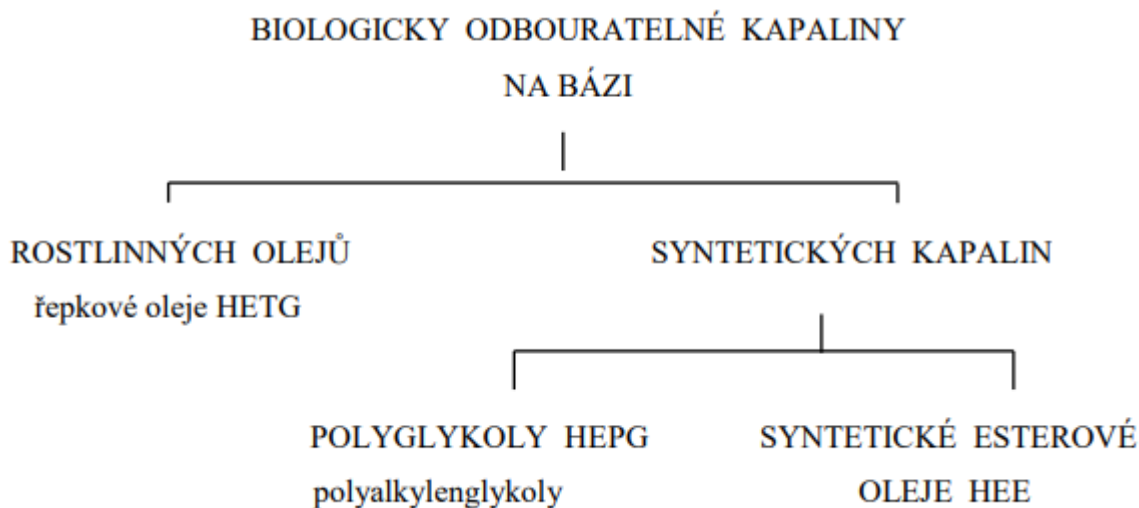 BIOLOGICKY ODBOURATELNÉ KAPALINY
NA BÁZI
ROSTLINNÝCH OLEJŮ
řepkové oleje HETG
SYNTETICKÝCH KAPALIN
POLYGLYKOLY HEPG
polyalkylenglykoly
SYNTETICKÉ ESTEROVÉ
OLEJE HEE